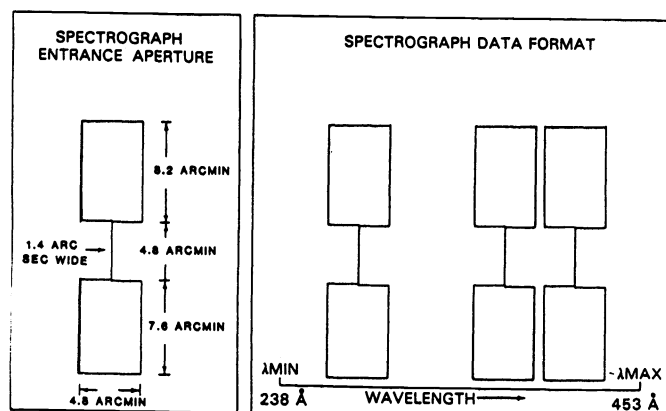 SPECTROGRAPH
ENTRANCE APERTURE
8.2 ARCMIN
1.4 ARC
SEC WIDE
4.8 ARCMIN
7.6 ARCMIN
4.8 ARCMIN
SPECTROGRAPH DATA FORMAT
λMIN
λMAX
238 Å
WAVELENGTH
453 Å